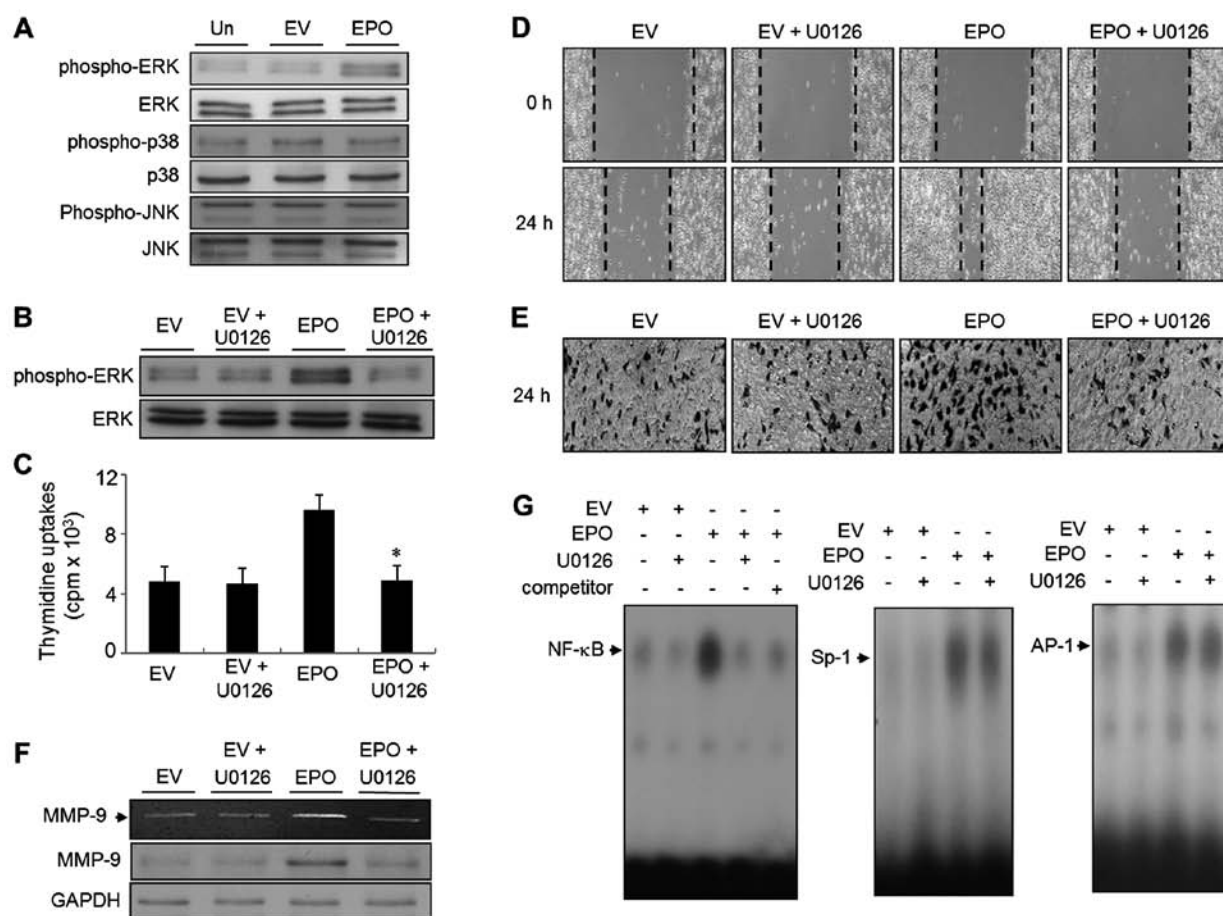 A
Un EV EPO
phospho-ERK
ERK
phospho-p38
p38
Phospho-JNK
JNK
B
EV EV + U0126 EPO EPO + U0126
phospho-ERK
ERK
C
Thymidine uptakes
(cpm x 10³)
12
8
4
0
*
EV EV + U0126 EPO EPO + U0126
F
EV EV + U0126 EPO EPO + U0126
MMP-9
MMP-9
GAPDH
D
EV EV + U0126 EPO EPO + U0126
0 h
24 h
E
EV EV + U0126 EPO EPO + U0126
24 h
G
EV + + - - -
EPO - - + + +
U0126 - + - + -
competitor - - - - +
NF-κB
EV + + - -
EPO - - + +
U0126 - + - +
Sp-1
EV + + - -
EPO - - + +
U0126 - + - +
AP-1